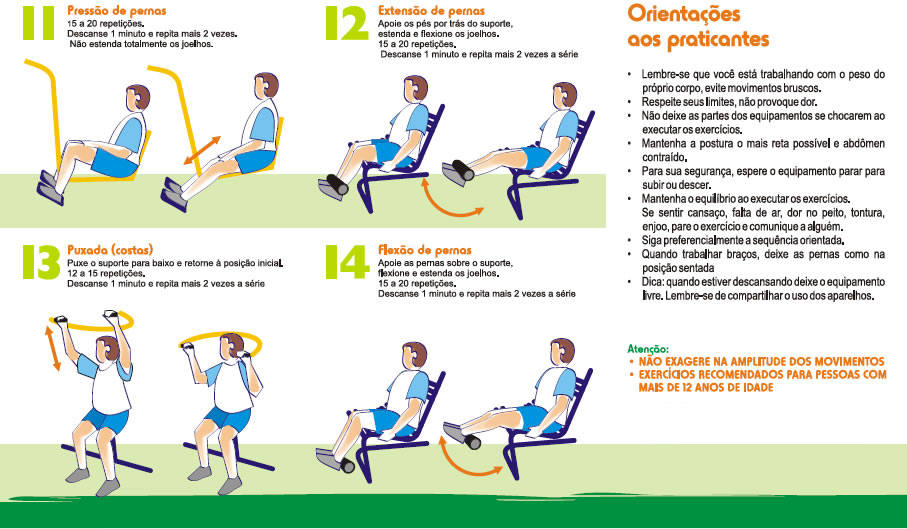 11
Pressão de pernas
15 a 20 repetições.
Descanse 1 minuto e repita mais 2 vezes.
Não estenda totalmente os joelhos.
12
Extensão de pernas
Apoie os pés por trás do suporte,
estenda e flexione os joelhos.
15 a 20 repetições.
Descanse 1 minuto e repita mais 2 vezes a série
13
Puxada (costas)
Puxe o suporte para baixo e retorne à posição inicial.
12 a 15 repetições.
Descanse 1 minuto e repita mais 2 vezes a série
14
Flexão de pernas
Apoie as pernas sobre o suporte,
flexione e estenda os joelhos.
15 a 20 repetições.
Descanse 1 minuto e repita mais 2 vezes a série
Orientações
aos praticantes
• Lembre-se que você está trabalhando com o peso do
próprio corpo, evite movimentos bruscos.
• Respeite seus limites, não provoque dor.
• Não deixe as partes dos equipamentos se chocarem ao
executar os exercícios.
• Mantenha a postura o mais reta possível e abdômen
contraído.
• Para sua segurança, espere o equipamento parar para
subir ou descer.
• Mantenha o equilíbrio ao executar os exercícios.
Se sentir cansaço, falta de ar, dor no peito, tontura,
enjoo, pare o exercício e comunique a alguém.
• Siga preferencialmente a sequência orientada.
• Quando trabalhar braços, deixe as pernas como na
posição sentada
• Dica: quando estiver descansando deixe o equipamento
livre. Lembre-se de compartilhar o uso dos aparelhos.
Atenção:
• NÃO EXAGERE NA AMPLITUDE DOS MOVIMENTOS
• EXERCÍCIOS RECOMENDADOS PARA PESSOAS COM
MAIS DE 12 ANOS DE IDADE